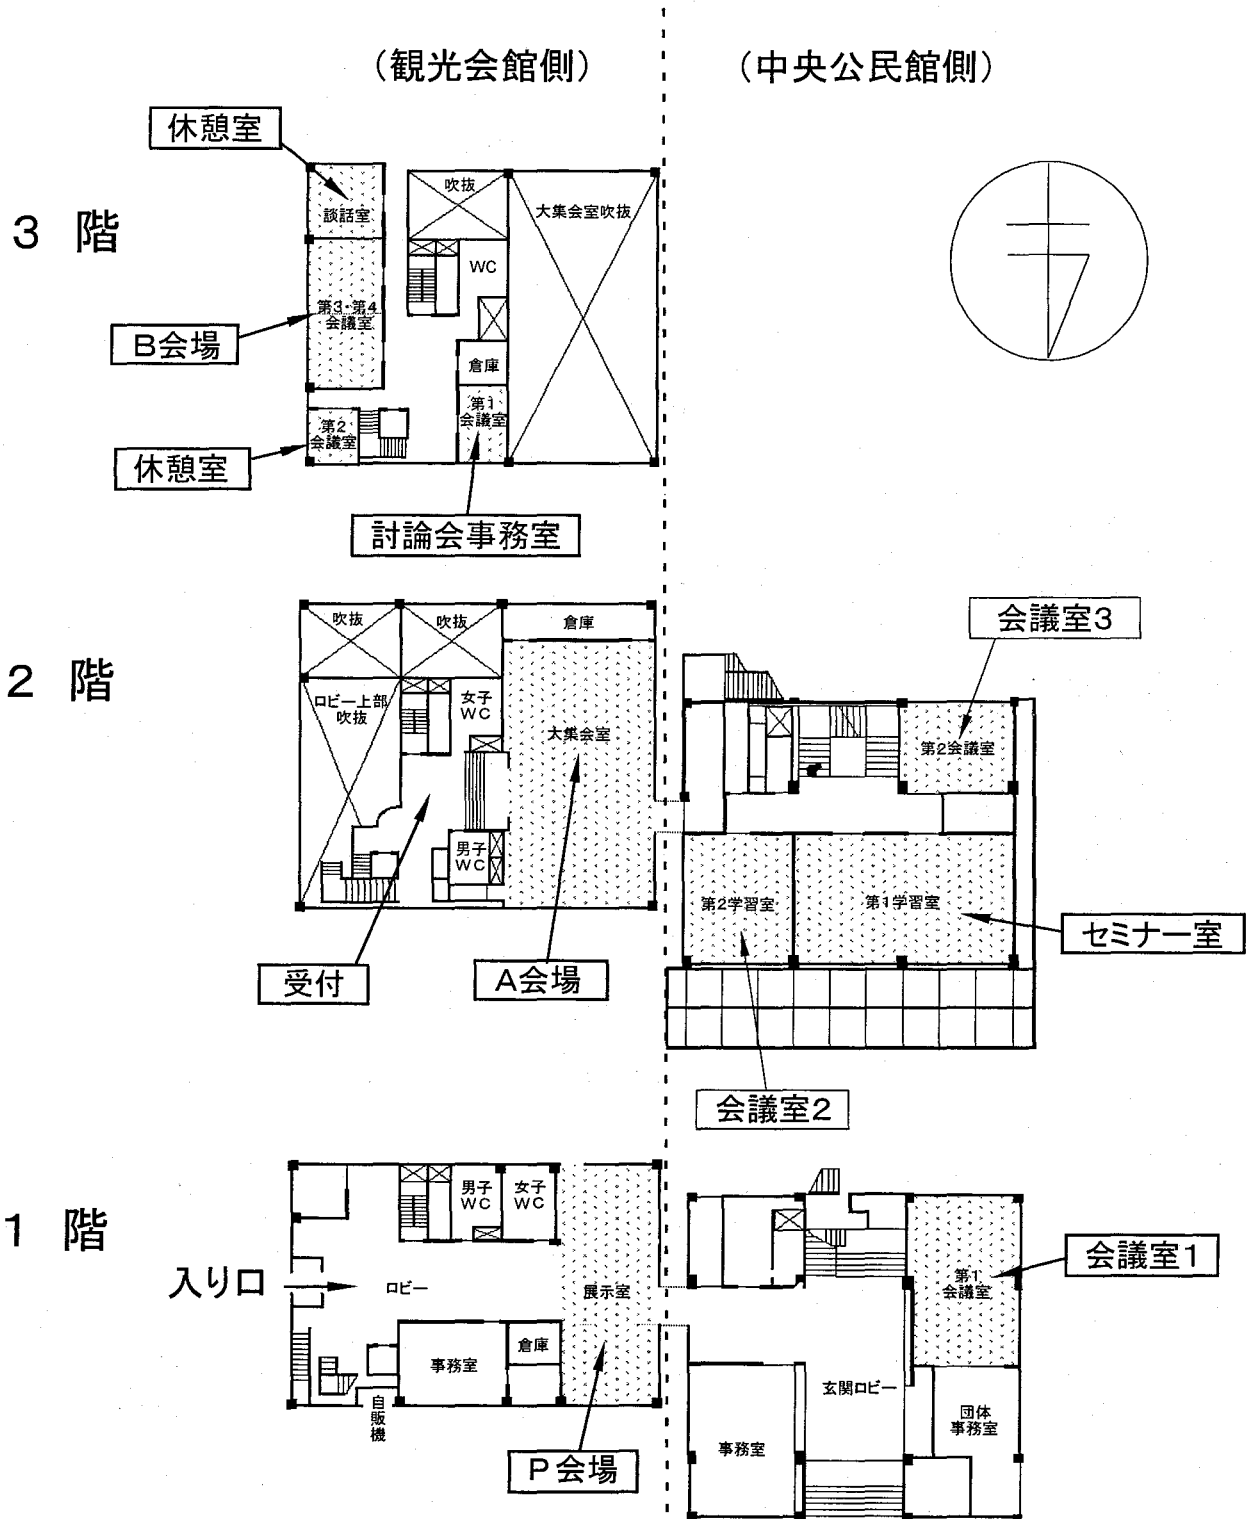 （観光会館側）
（中央公民館側）
3 階
休憩室
談話室
吹抜
大集会室吹抜
WC
第3・第4
会議室
B会場
倉庫
第1
会議室
第2
会議室
休憩室
討論会事務室
2 階
吹抜
吹抜
倉庫
ロビー上部
吹抜
女子
WC
大集会室
男子
WC
受付
A会場
会議室3
第2会議室
第2学習室
第1学習室
セミナー室
会議室2
1 階
男子
WC
女子
WC
入り口
ロビー
展示室
事務室
倉庫
自販機
P会場
第1
会議室
会議室1
玄関ロビー
団体
事務室
事務室